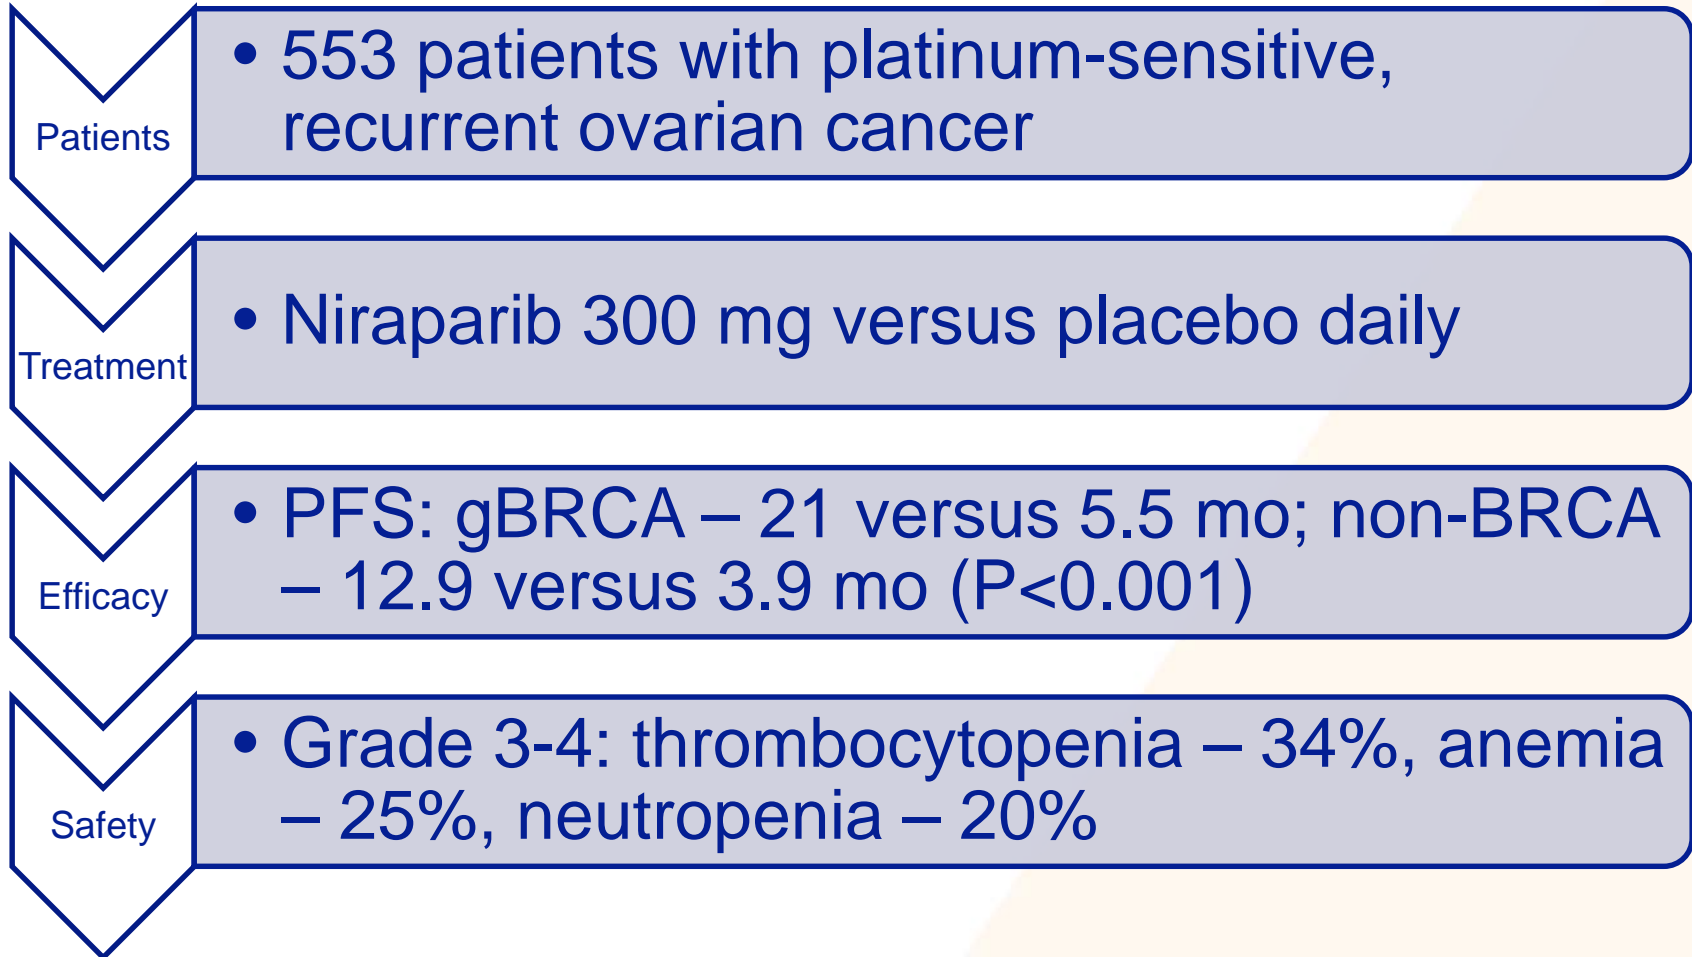 Patients
• 553 patients with platinum-sensitive,
recurrent ovarian cancer
Treatment
• Niraparib 300 mg versus placebo daily
Efficacy
• PFS: gBRCA – 21 versus 5.5 mo; non-BRCA
– 12.9 versus 3.9 mo (P<0.001)
Safety
• Grade 3-4: thrombocytopenia – 34%, anemia
– 25%, neutropenia – 20%